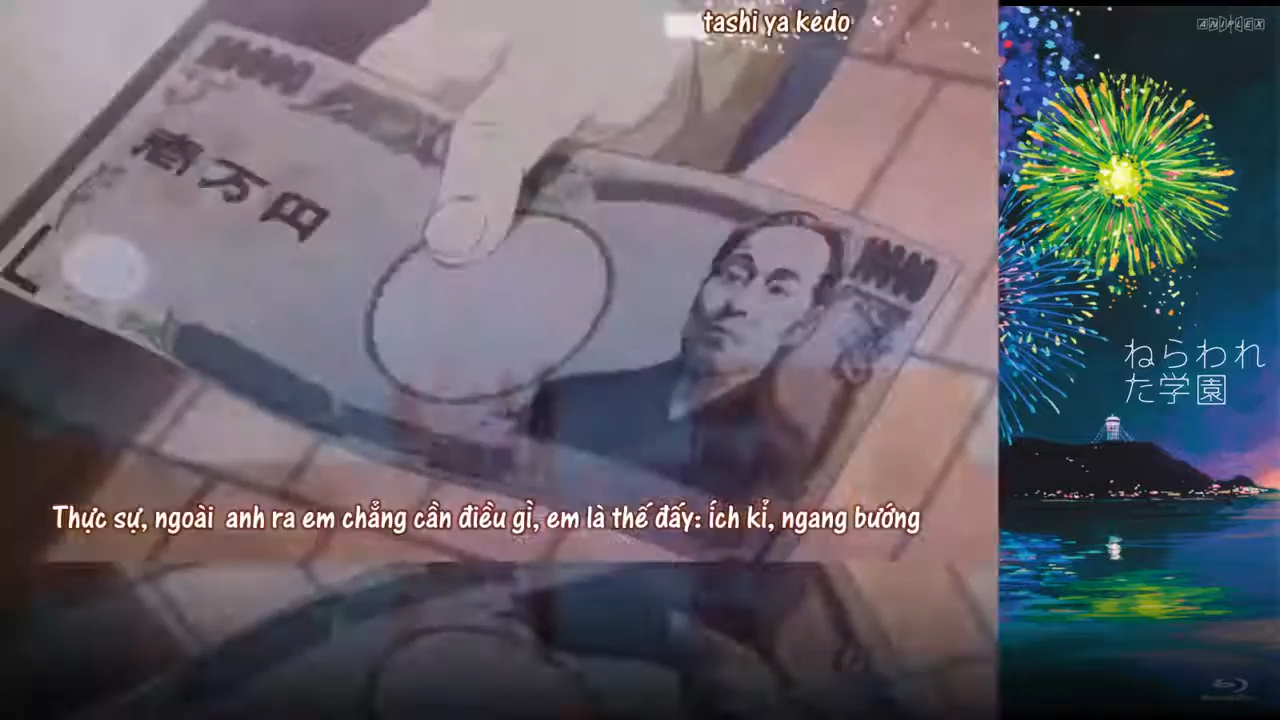 tashi ya kedo
ANIPLEX
壱万円
ねらわれ
た学園
Thực sự, ngoài  anh ra em chẳng cần điều gì, em là thế đấy: ích kỉ, ngang bướng